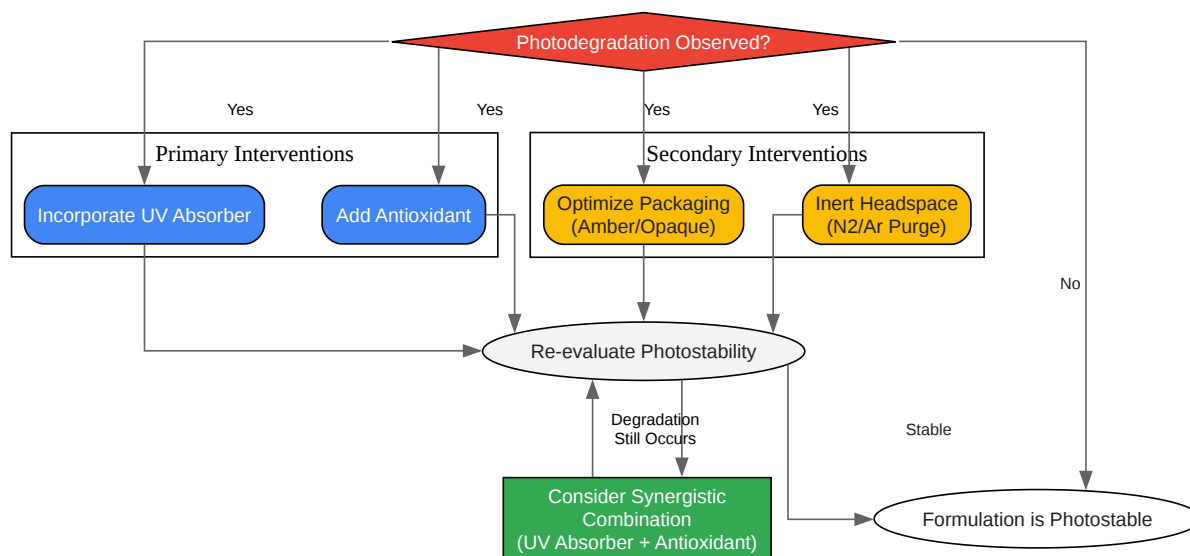 Photodegradation Observed?
Yes
Yes
Yes
Yes
Primary Interventions
Secondary Interventions
Incorporate UV Absorber
Add Antioxidant
Optimize Packaging
(Amber/Opaque)
Inert Headspace
(N2/Ar Purge)
No
Re-evaluate Photostability
Degradation
Still Occurs
Stable
Consider Synergistic
Combination
(UV Absorber + Antioxidant)
Formulation is Photostable